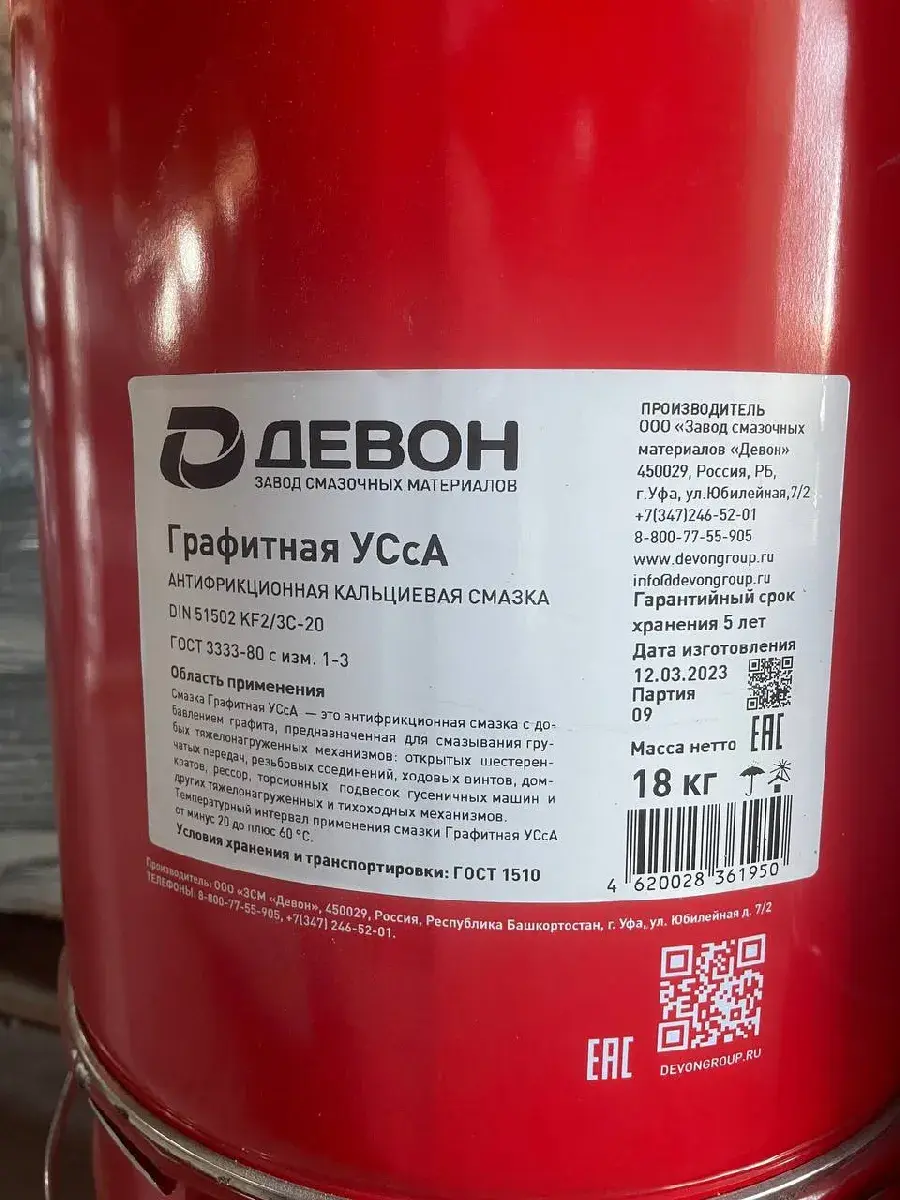 ДЕВОН
ЗАВОД СМАЗОЧНЫХ МАТЕРИАЛОВ
Графитная УСсА
АНТИФРИКЦИОННАЯ КАЛЬЦИЕВАЯ СМАЗКА
DIN 51502 KF2/3C-20
ГОСТ 3333-80 с изм. 1-3
Область применения
Смазка Графитная УСсА — это антифрикционная смазка с до-
бавлением графита, предназначенная для смазывания гру-
бых тяжелонагруженных механизмов: открытых шестерен-
чатых передач, резьбовых соединений, ходовых винтов, дом-
кратов, рессор, торсионных подвесок гусеничных машин и
других тяжелонагруженных и тихоходных механизмов.
Температурный интервал применения смазки Графитная УСсА
от минус 20 до плюс 60 °С.
Условия хранения и транспортировки: ГОСТ 1510
ПРОИЗВОДИТЕЛЬ
ООО «Завод смазочных
материалов «Девон»
450029, Россия, РБ,
г.Уфа, ул.Юбилейная,7/2
+7(347)246-52-01
8-800-77-55-905
www.devongroup.ru
info@devongroup.ru
Гарантийный срок
хранения 5 лет
Дата изготовления
12.03.2023
Партия
09
EAC
Масса нетто
18 кг
4 620028 361950
Производитель: ООО «ЗСМ «Девон», 450029, Россия, Республика Башкортостан, г. Уфа, ул. Юбилейная д. 7/2
ТЕЛЕФОНЫ: 8-800-77-55-905, +7(347) 246-52-01.
EAC
DEVONGROUP.RU